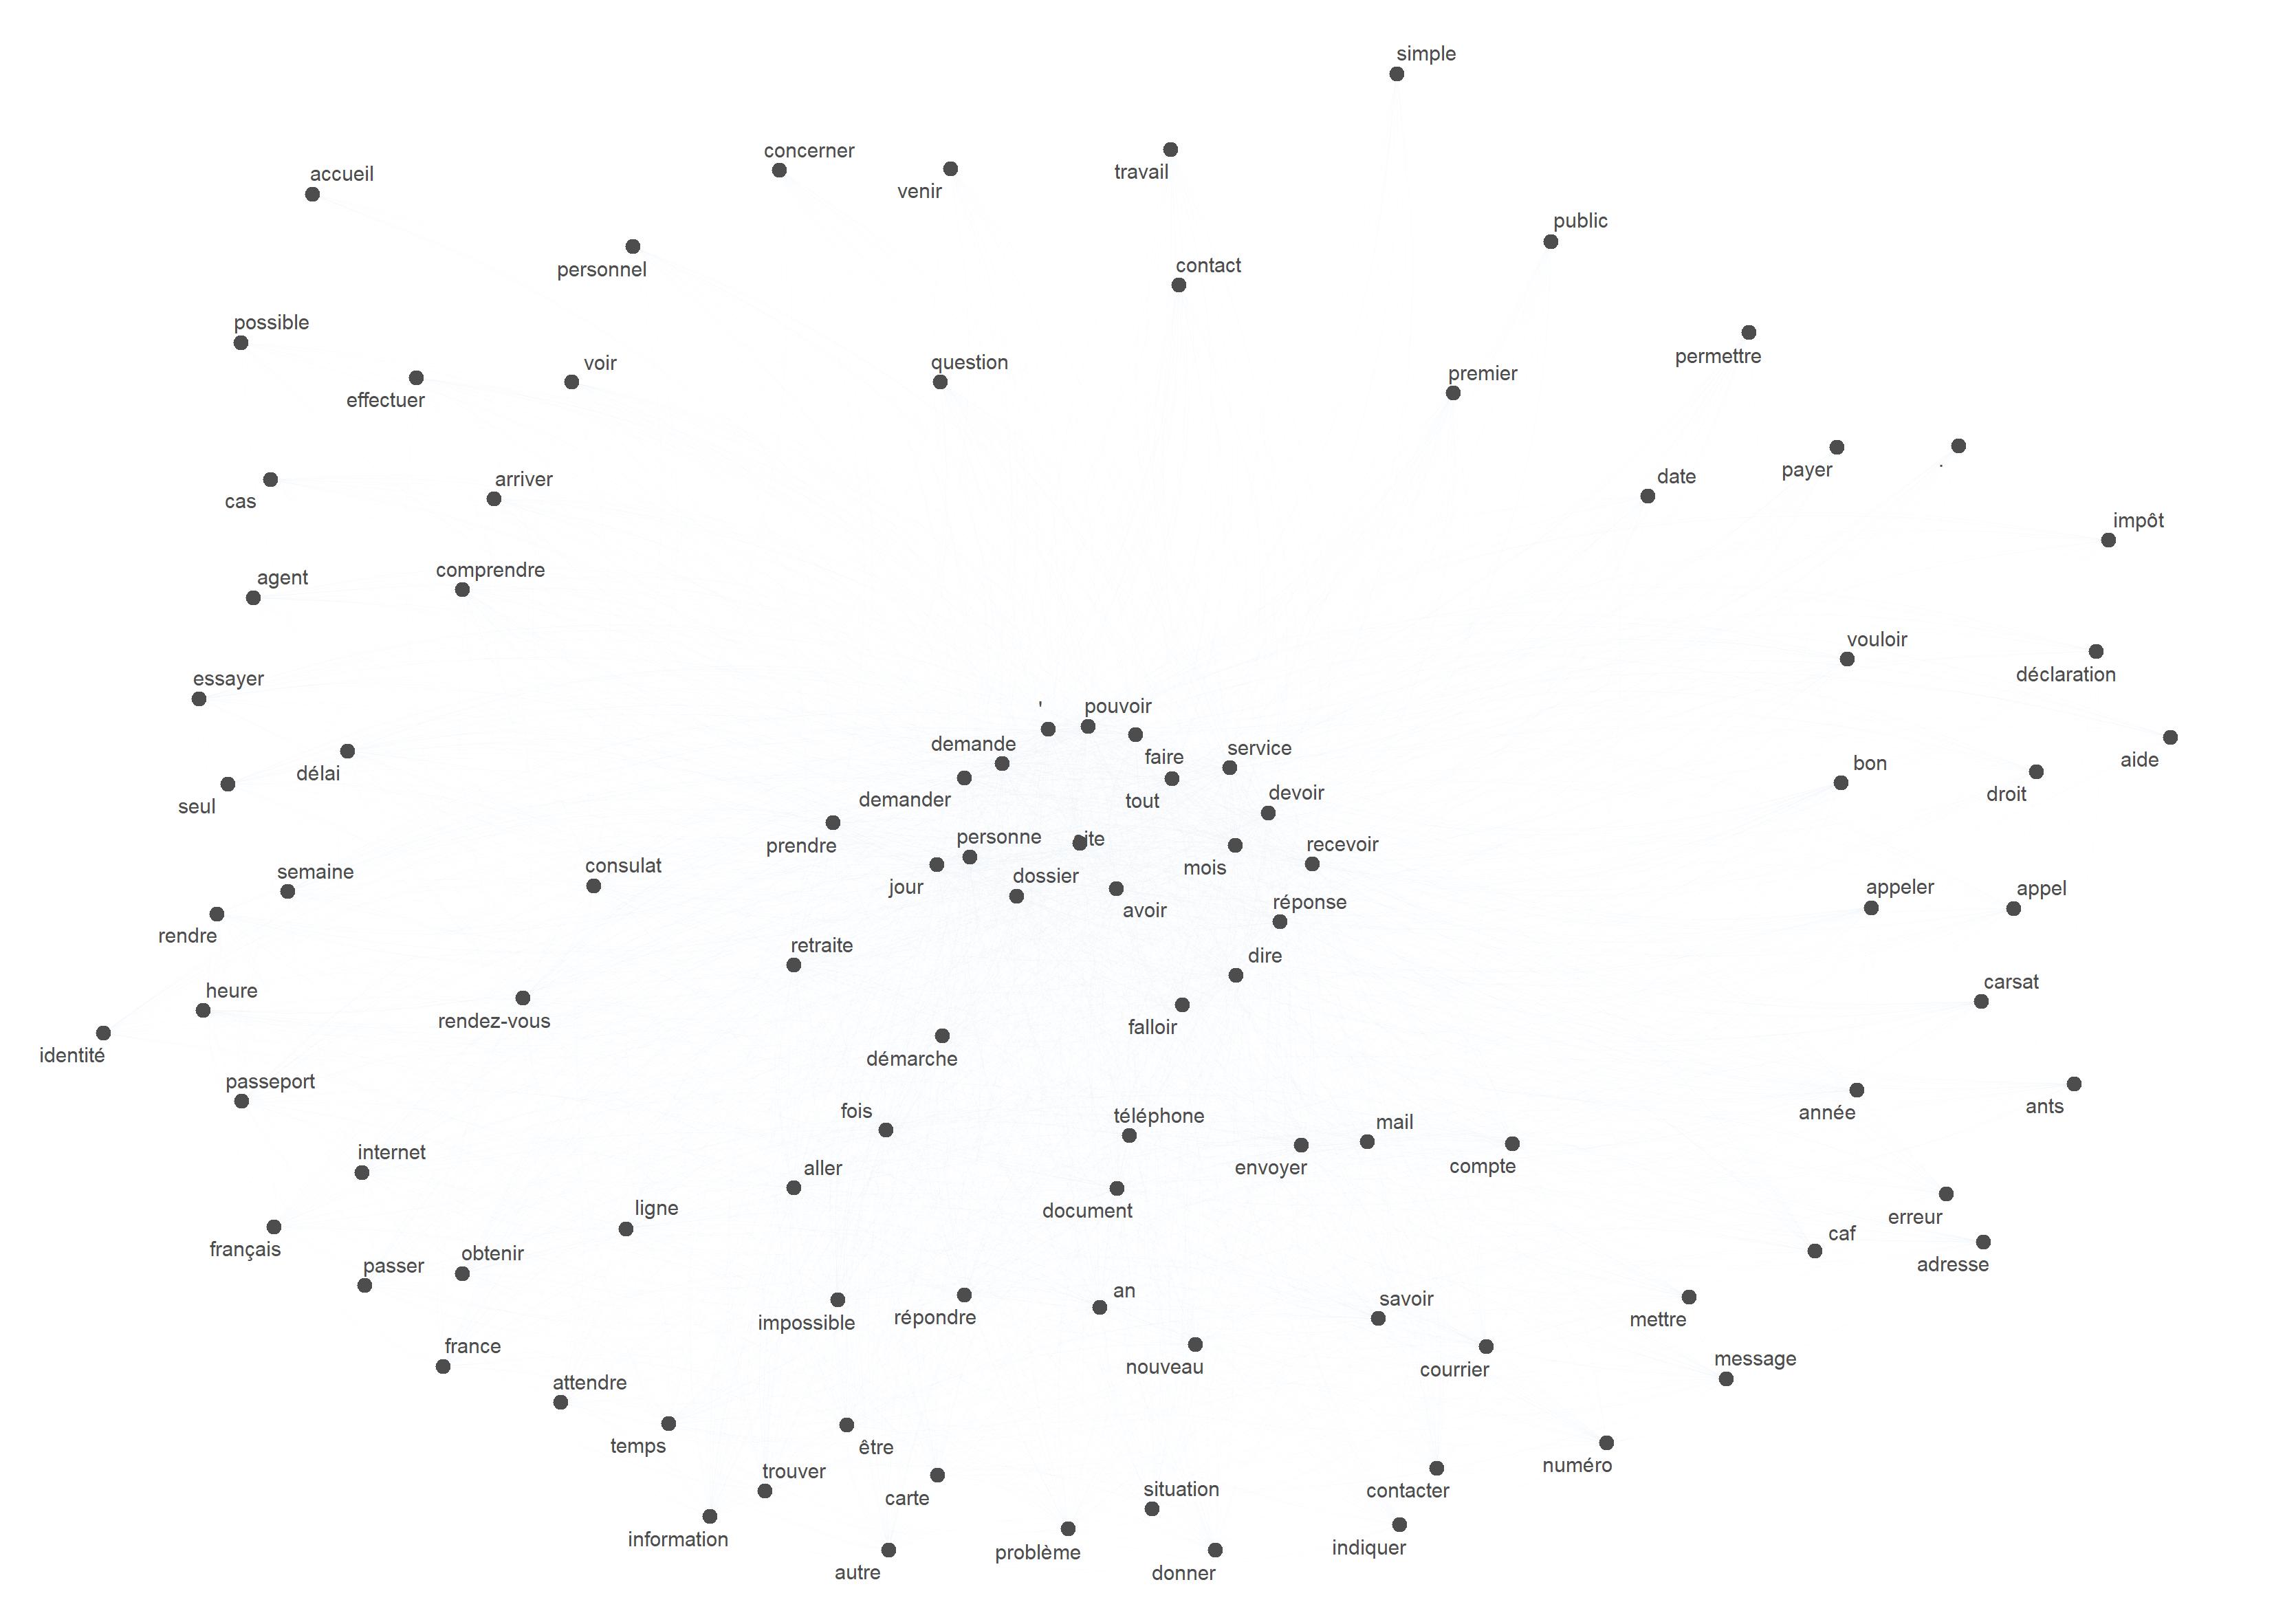 simple
concerner
venir
travail
accueil
public
personnel
contact
possible
permettre
voir
question
premier
effectuer
payer
.
date
arriver
cas
impôt
comprendre
agent
vouloir
déclaration
essayer
'
pouvoir
demande
faire
service
aide
bon
délai
droit
seul
demander
tout
devoir
prendre
personne
site
recevoir
consulat
mois
semaine
jour
dossier
appeler
appel
avoir
réponse
rendre
retraite
dire
heure
carsat
rendez-vous
falloir
identité
démarche
passeport
ants
année
fois
téléphone
mail
internet
aller
envoyer
compte
ligne
document
erreur
français
obtenir
caf
passer
adresse
an
savoir
impossible
répondre
mettre
france
nouveau
courrier
message
attendre
temps
être
trouver
numéro
carte
situation
contacter
information
problème
indiquer
autre
donner